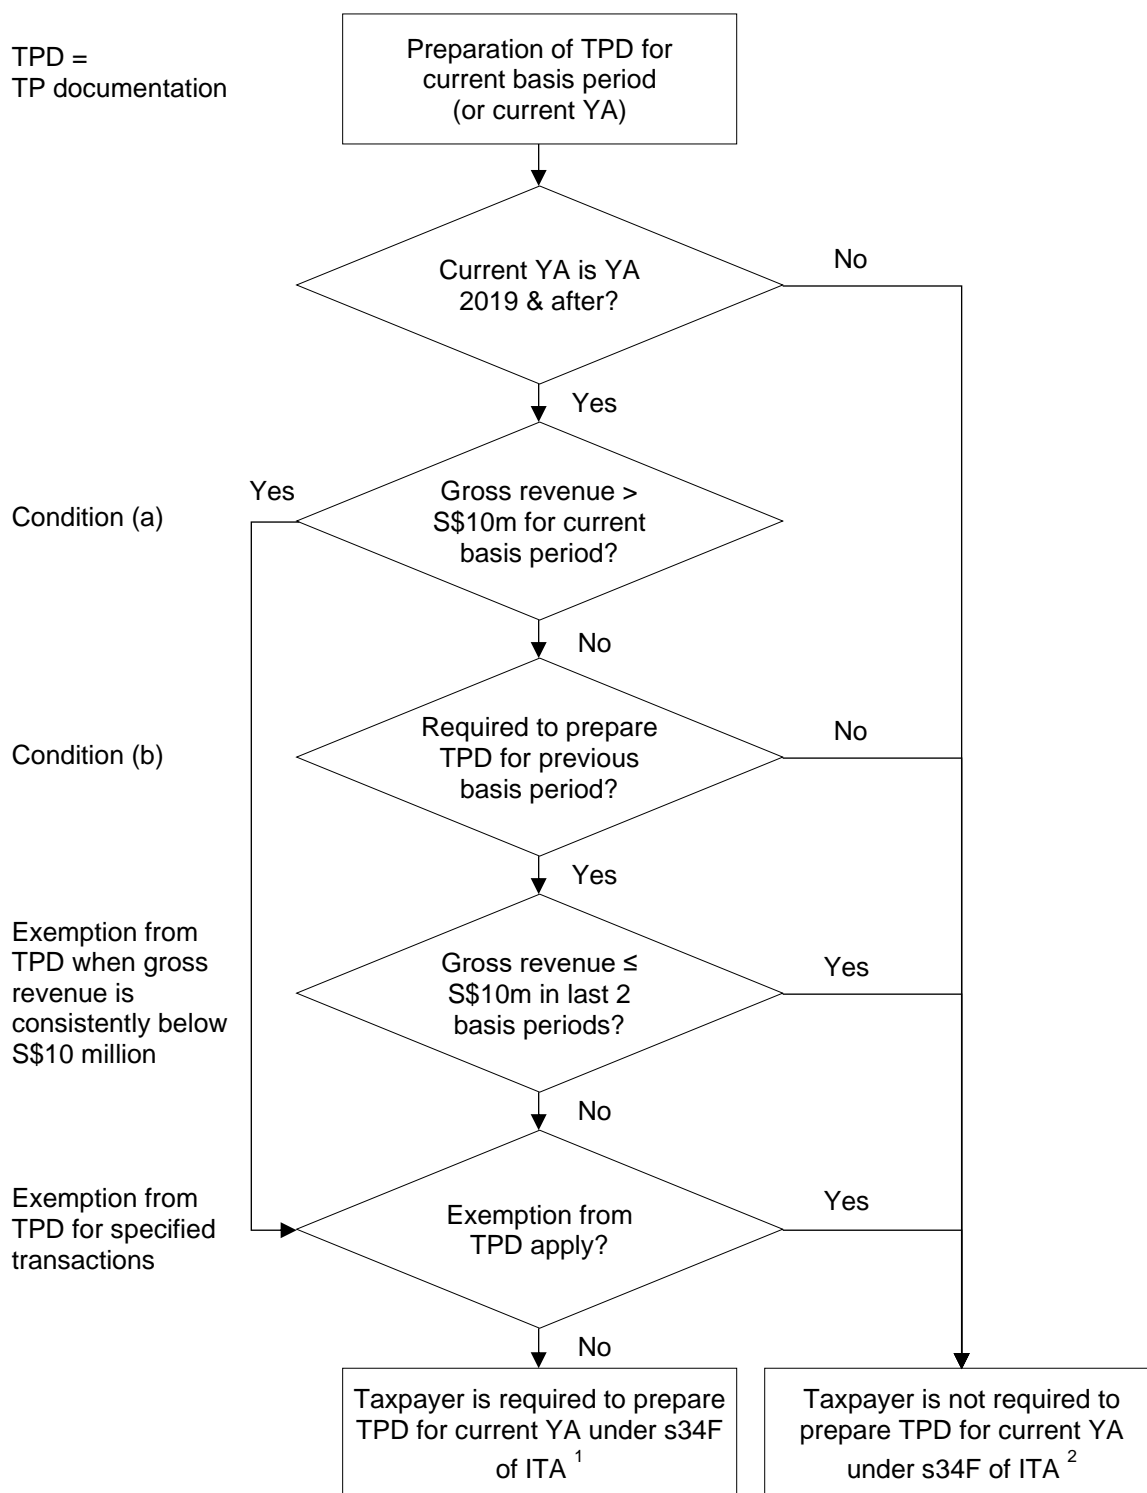 TPD =
TP documentation
Preparation of TPD for
current basis period
(or current YA)
Current YA is YA
2019 & after?
No
Yes
Condition (a)
Yes
Gross revenue >
S$10m for current
basis period?
No
Condition (b)
Required to prepare
TPD for previous
basis period?
No
Yes
Exemption from
TPD when gross
revenue is
consistently below
S$10 million
Gross revenue ≤
S$10m in last 2
basis periods?
Yes
No
Exemption from
TPD for specified
transactions
Exemption from
TPD apply?
Yes
No
Taxpayer is required to prepare
TPD for current YA under s34F
of ITA 1
Taxpayer is not required to
prepare TPD for current YA
under s34F of ITA 2